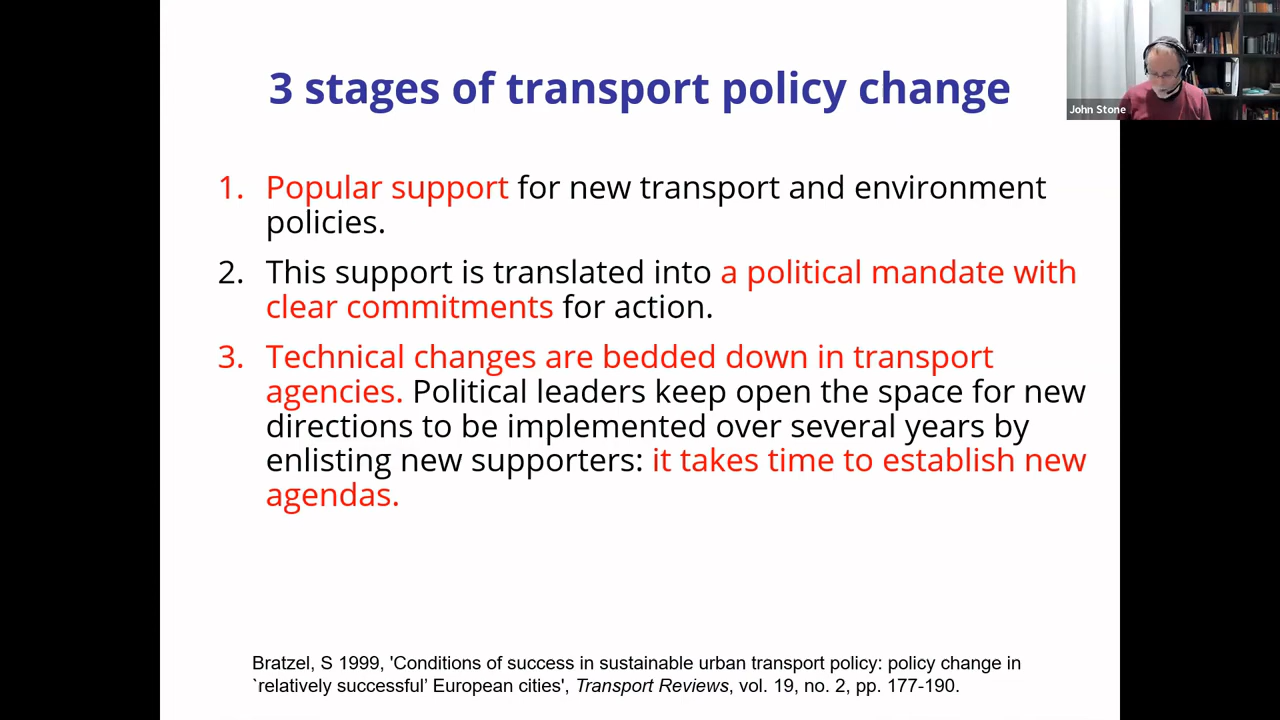 3 stages of transport policy change
John Stone
1. Popular support for new transport and environment
policies.
2. This support is translated into a political mandate with
clear commitments for action.
3. Technical changes are bedded down in transport
agencies. Political leaders keep open the space for new
directions to be implemented over several years by
enlisting new supporters: it takes time to establish new
agendas.
Bratzel, S 1999, 'Conditions of success in sustainable urban transport policy: policy change in
`relatively successful’ European cities', Transport Reviews, vol. 19, no. 2, pp. 177-190.